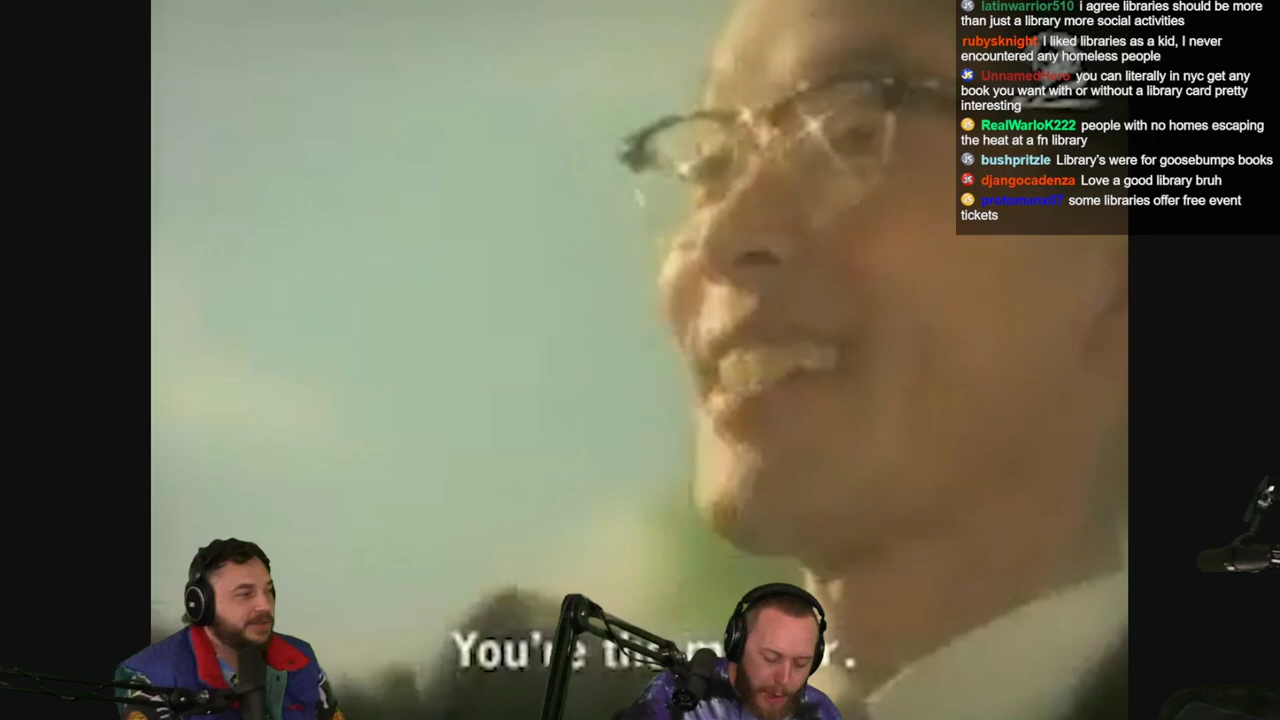 latinwarrior510 i agree libraries should be more
than just a library more social activities
rubysknight I liked libraries as a kid, I never
encountered any homeless people
UnnamedHero you can literally in nyc get any
book you want with or without a library card pretty
interesting
RealWarloK222 people with no homes escaping
the heat at a fn library
bushpritzle Library's were for goosebumps books
djangocadenza Love a good library bruh
protomanx07 some libraries offer free event
tickets
You're